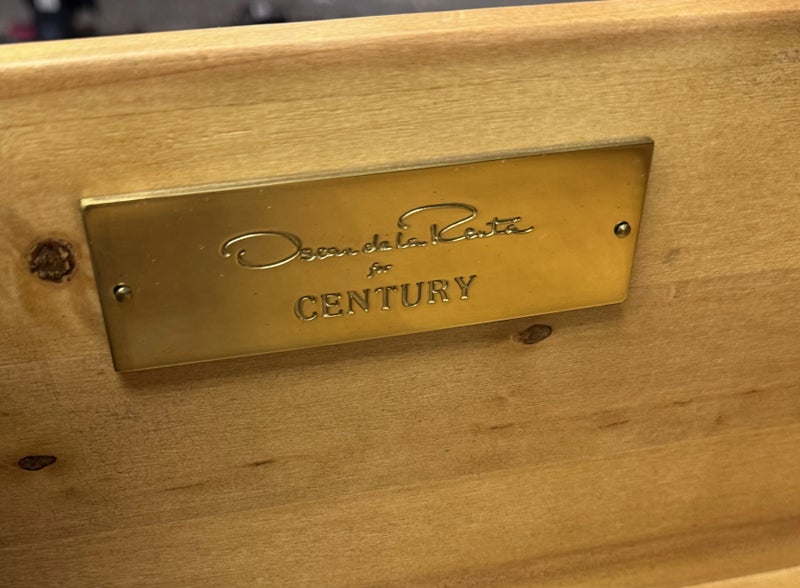 Oscar de la Renta
for
CENTURY